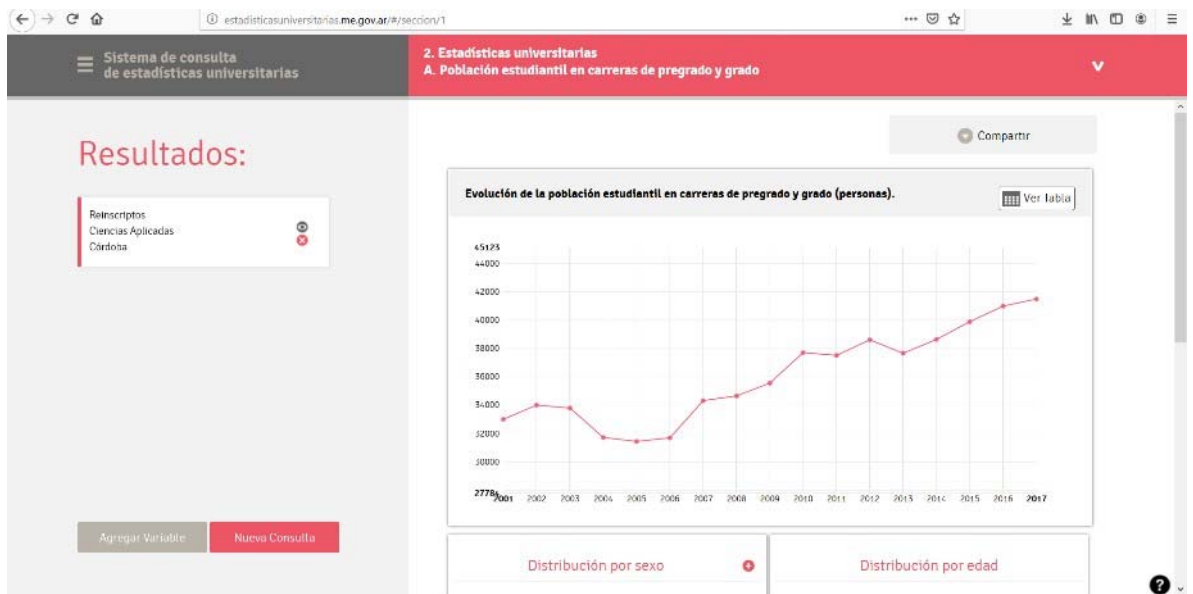 estadisticasuniversitarias.me.gov.ar/#/seccion/1
Sistema de consulta
de estadísticas universitarias
2. Estadísticas universitarias
A. Población estudiantil en carreras de pregrado y grado
Resultados:
Reinscriptos
Ciencias Aplicadas
Córdoba
Agregar Variable
Nueva Consulta
Compartir
Evolución de la población estudiantil en carreras de pregrado y grado (personas).
Ver Tabla
45123
44000
42000
40000
38000
36000
34000
32000
30000
2778
2001 2002 2003 2004 2005 2006 2007 2008 2009 2010 2011 2012 2013 2014 2015 2016 2017
Distribución por sexo
Distribución por edad
?